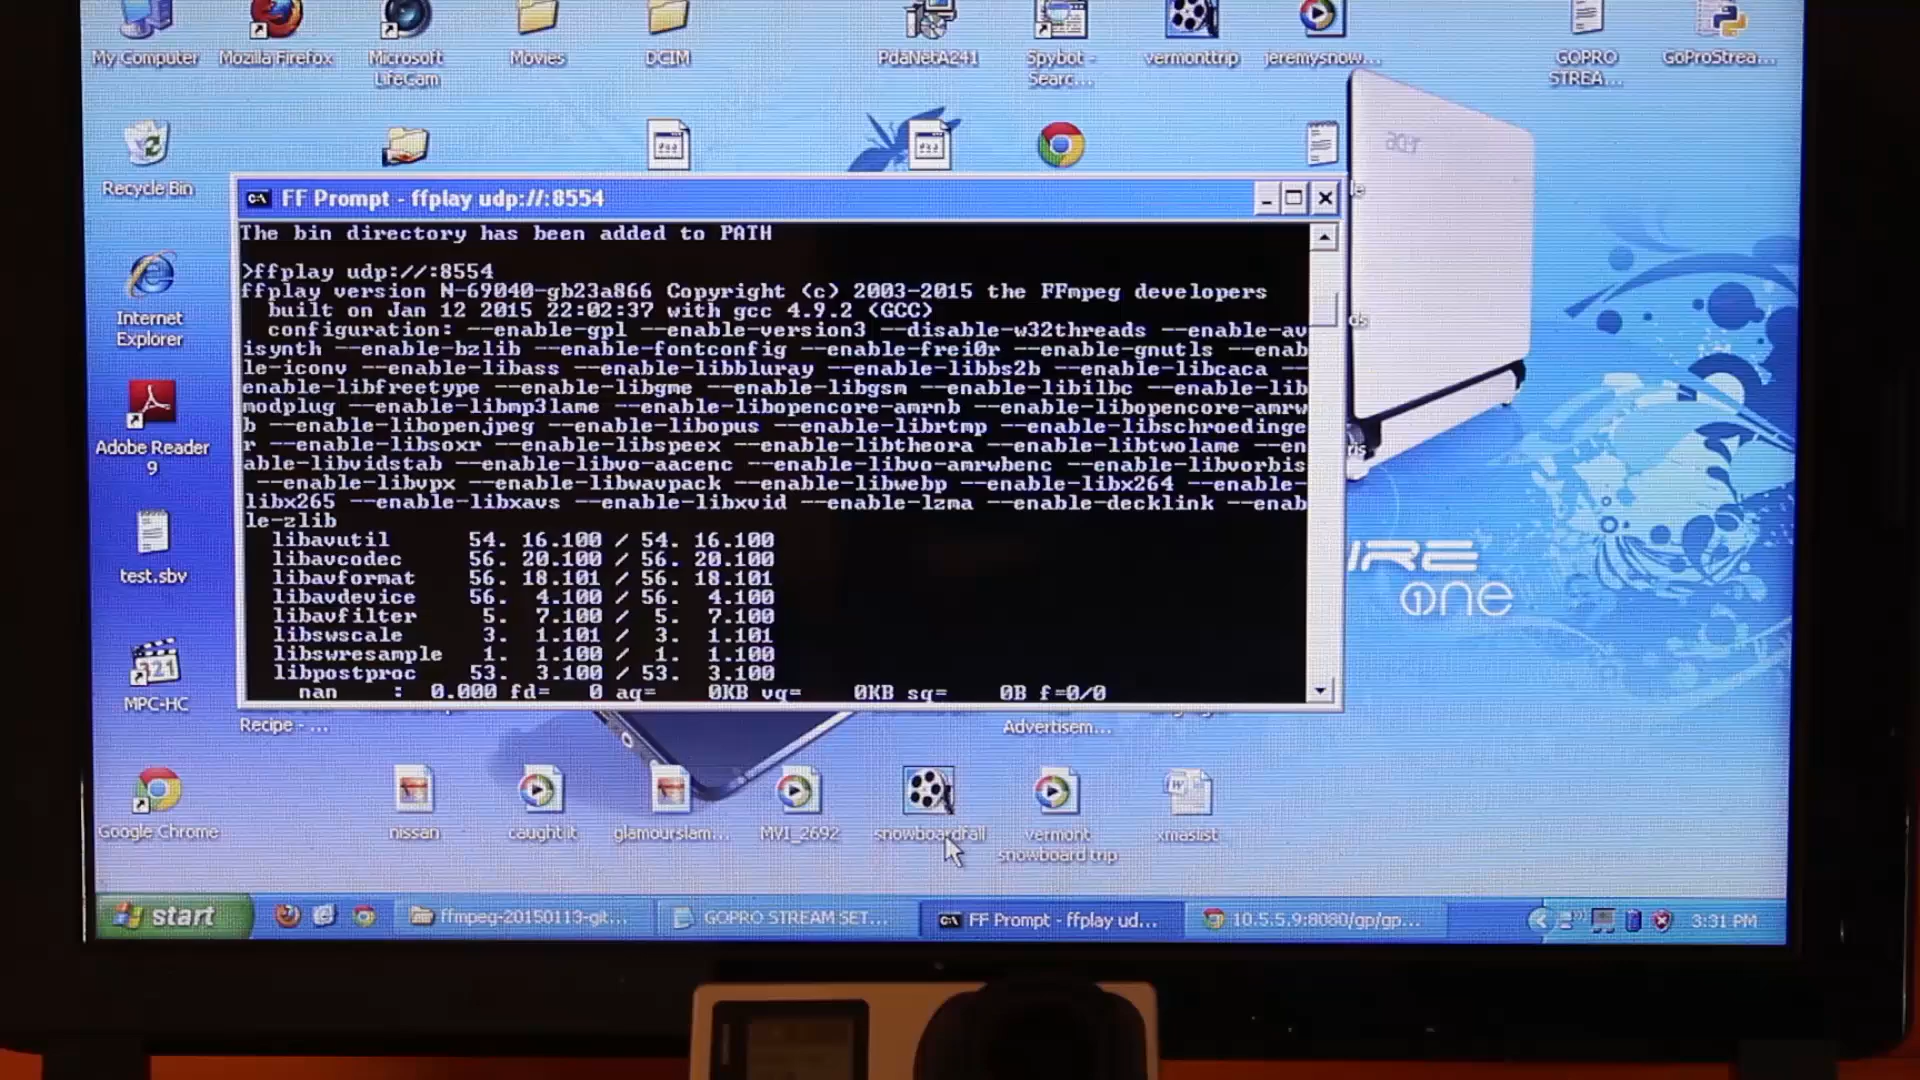 My Computer
Mozilla Firefox
Microsoft
LifeCam
Movies
DCIM
PdaNetA241
Spybot -
Searc...
vermonttrip
jeremysnow...
GOPRO
STREA...
GoProStrea...
acer
Recycle Bin
le
FF Prompt - ffplay udp://:8554
The bin directory has been added to PATH
>ffplay udp://:8554
ffplay version N-69040-gb23a866 Copyright (c) 2003-2015 the FFmpeg developers
built on Jan 12 2015 22:02:37 with gcc 4.9.2 (GCC)
configuration: --enable-gpl --enable-version3 --disable-w32threads --enable-av
isynth --enable-bzlib --enable-fontconfig --enable-frei0r --enable-gnutls --enab
le-iconv --enable-libass --enable-libbluray --enable-libbs2b --enable-libcaca --
enable-libfreetype --enable-libgme --enable-libgsm --enable-libilbc --enable-lib
modplug --enable-libmp3lame --enable-libopencore-amrnb --enable-libopencore-amrw
b --enable-libopenjpeg --enable-libopus --enable-librtmp --enable-libschroedinge
r --enable-libsoxr --enable-libspeex --enable-libtheora --enable-libtwolame --en
able-libvidstab --enable-libvo-aacenc --enable-libvo-amrwbenc --enable-libvorbis
--enable-libvpx --enable-libwavpack --enable-libwebp --enable-libx264 --enable-
libx265 --enable-libxavs --enable-libxvid --enable-lzma --enable-decklink --enab
le-zlib
libavutil 54. 16.100 / 54. 16.100
libavcodec 56. 20.100 / 56. 20.100
libavformat 56. 18.101 / 56. 18.101
libavdevice 56. 4.100 / 56. 4.100
libavfilter 5. 7.100 / 5. 7.100
libswscale 3. 1.101 / 3. 1.101
libswresample 1. 1.100 / 1. 1.100
libpostproc 53. 3.100 / 53. 3.100
nan : 0.000 fd= 0 aq= 0KB vq= 0KB sq= 0B f=0/0
Internet
Explorer
ds
Adobe Reader
9
ris
IRE
one
test.sbv
321
MPC-HC
Recipe - ...
Advertisem...
Google Chrome
nissan
caught it
glamourslam...
MVI_2692
snowboardfall
vermont
snowboard trip
xmaslist
start
ffmpeg-20150113-git...
GOPRO STREAM SET...
FF Prompt - ffplay ud...
10.5.5.9:8080/gp/gp...
3:31 PM